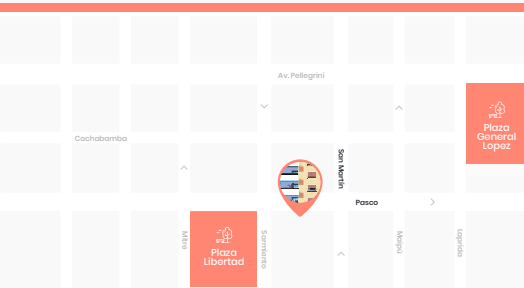 Av. Pellegrini
Plaza
General
Lopez
Cochabamba
San Martín
Pasco
Mitre
Plaza
Libertad
Sarmiento
Maipú
Laprida